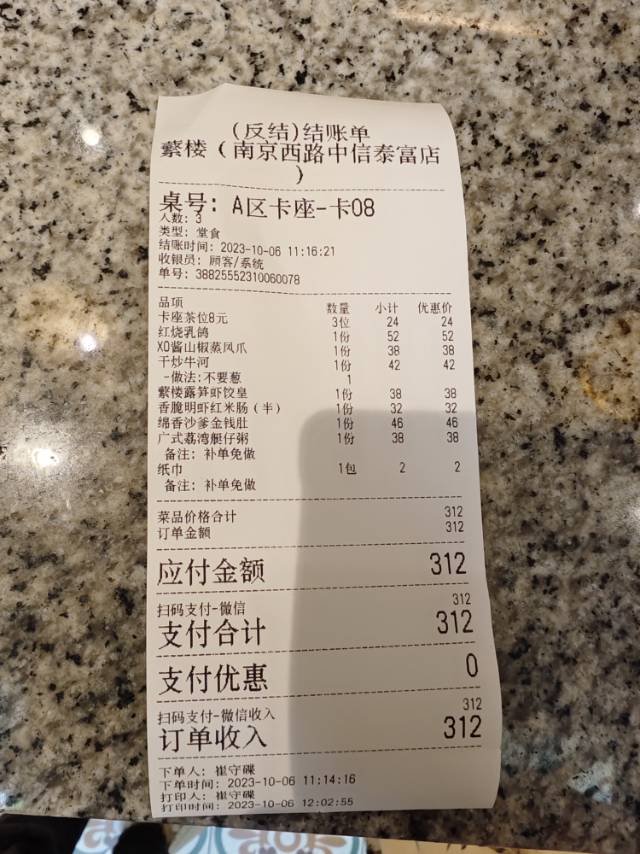 (反结)结账单
蘩楼（南京西路中信泰富店
）
桌号: A区卡座-卡08
人数: 3
类型: 堂食
结账时间: 2023-10-06 11:16:21
收银员: 顾客/系统
单号: 38825552310060078
品项 数量 小计 优惠价
卡座茶位8元 3位 24 24
红烧乳鸽 1份 52 52
XO酱山椒蒸凤爪 1份 38 38
干炒牛河 1份 42 42
-做法:不要葱 1
蘩楼露笋虾饺皇 1份 38 38
香脆明虾红米肠（半） 1份 32 32
绵香沙爹金钱肚 1份 46 46
广式荔湾艇仔粥 1份 38 38
备注: 补单免做
纸巾 1包 2 2
备注: 补单免做
菜品价格合计 312
订单金额 312
应付金额 312
扫码支付-微信 312
支付合计 312
支付优惠 0
扫码支付-微信收入 312
订单收入 312
下单人: 崔守碟
下单时间: 2023-10-06 11:14:16
打印人: 崔守碟
打印时间: 2023-10-06 12:02:55